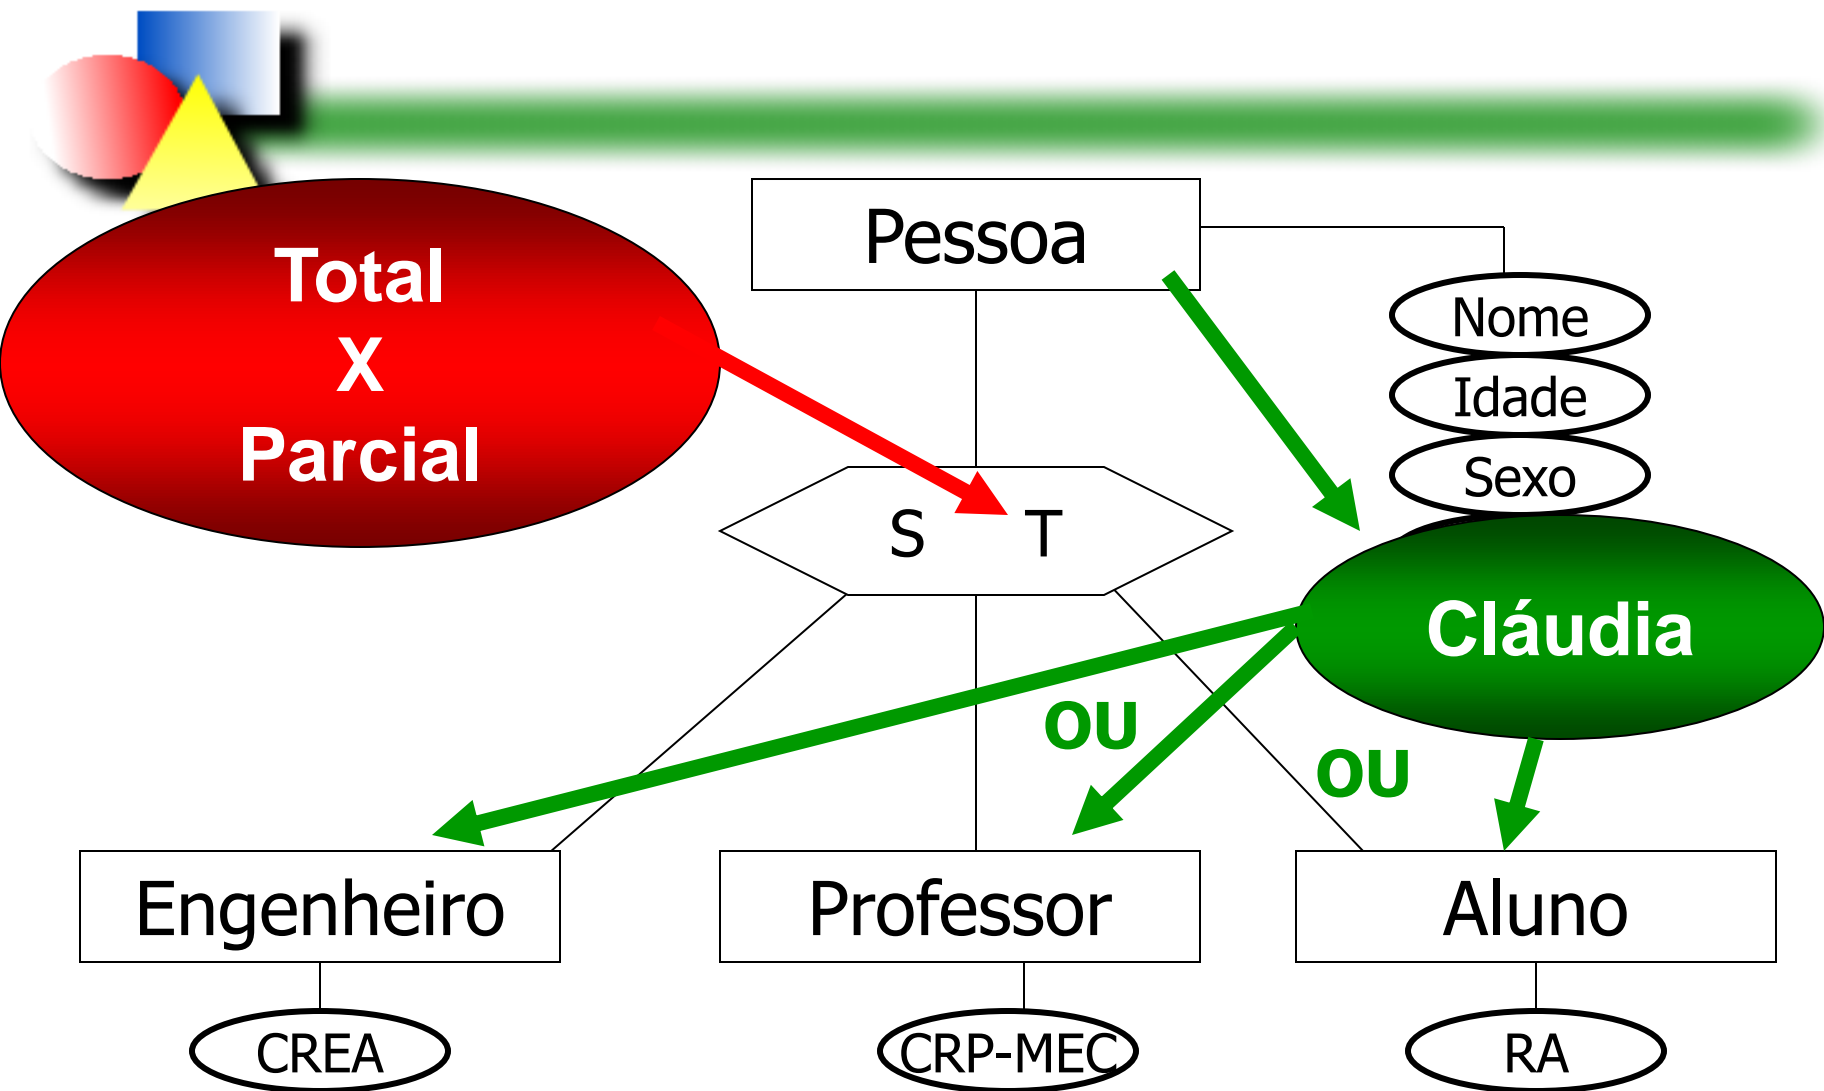 Total
X
Parcial
Pessoa
Nome
Idade
Sexo
S T
Cláudia
OU
OU
Engenheiro
Professor
Aluno
CREA
CRP-MEC
RA